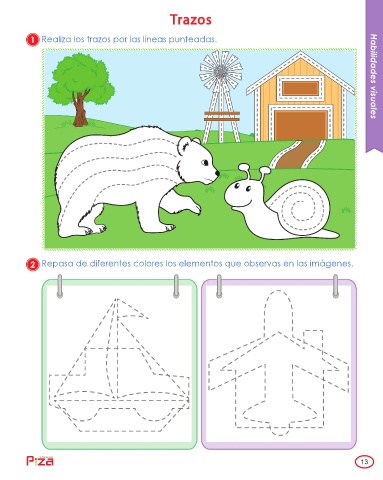 Trazos
1 Realiza los trazos por las líneas punteadas.
Habilidades visuales
2 Repasa de diferentes colores los elementos que observas en las imágenes.
P¡za
13